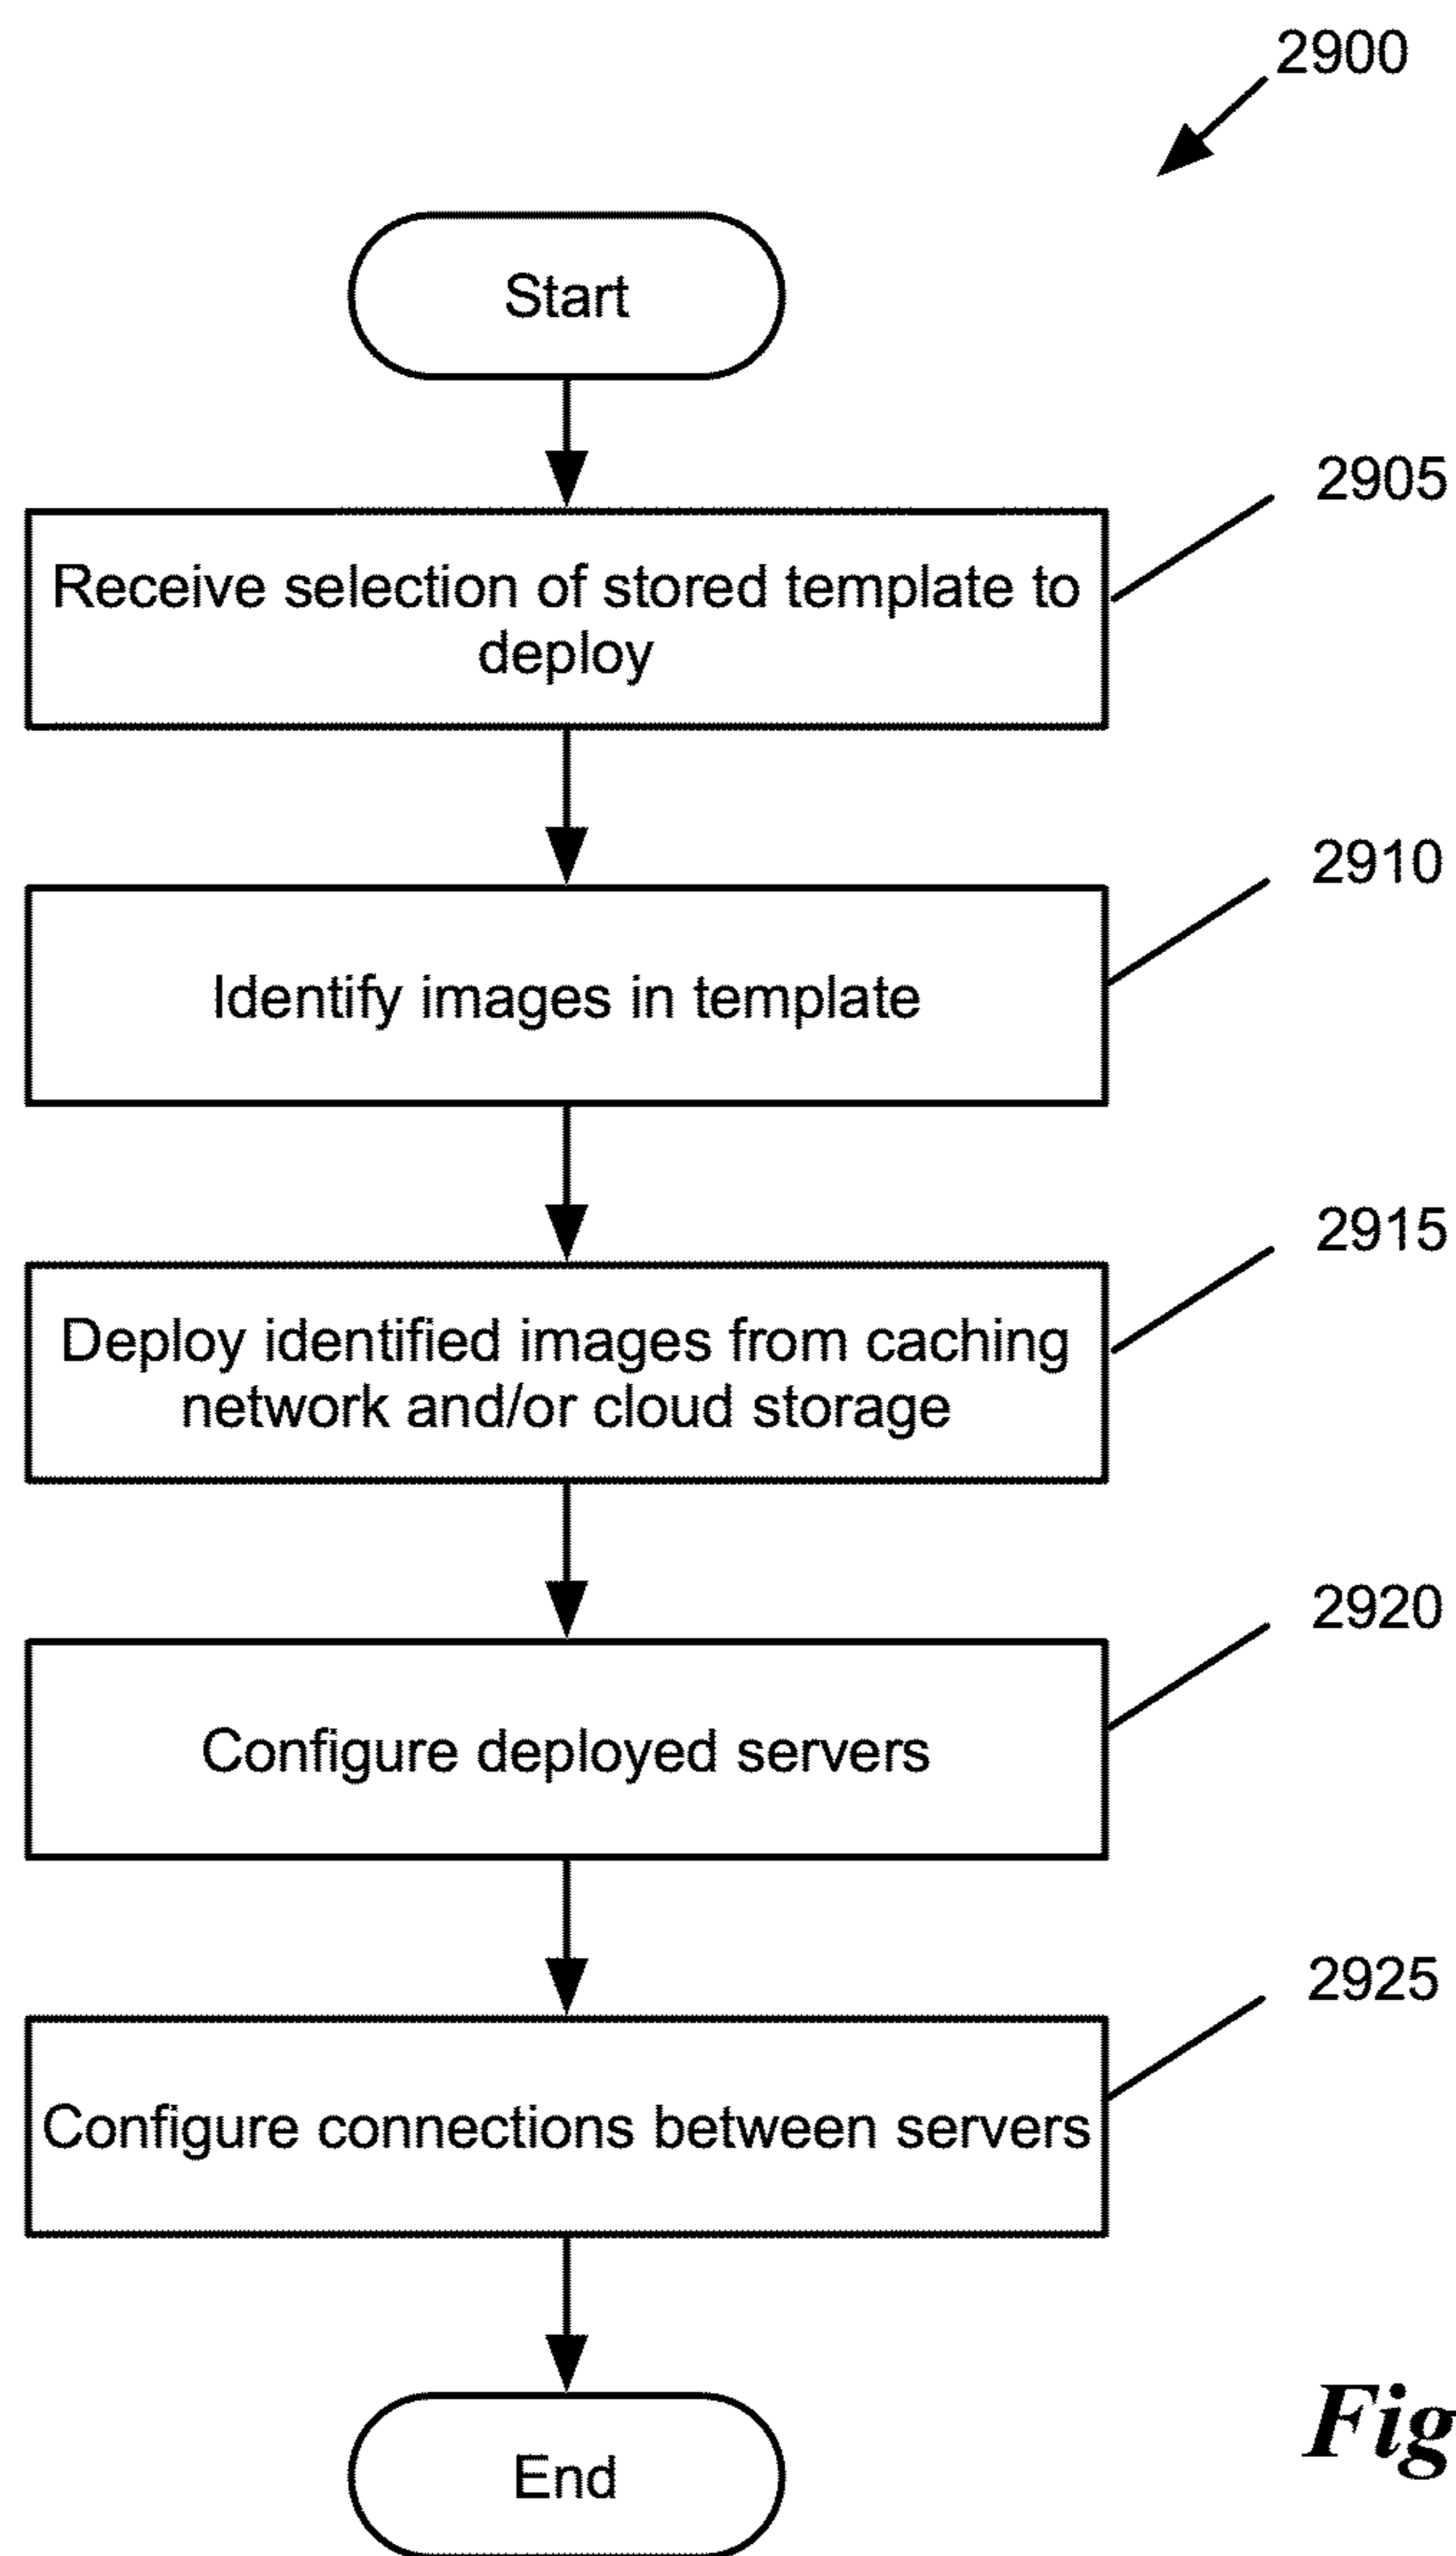 2900
Start
2905
Receive selection of stored template to
deploy
2910
Identify images in template
2915
Deploy identified images from caching
network and/or cloud storage
2920
Configure deployed servers
2925
Configure connections between servers
End
Fig